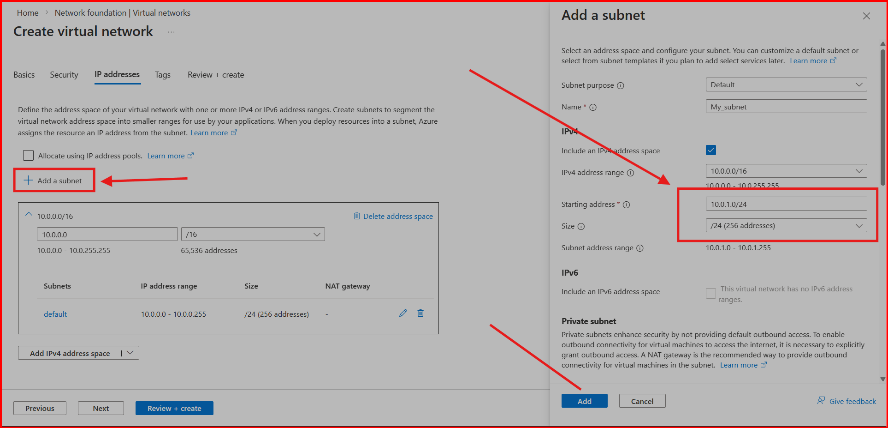 Home > Network foundation | Virtual networks >
Create virtual network ...
Basics Security IP addresses Tags Review + create
Define the address space of your virtual network with one or more IPv4 or IPv6 address ranges. Create subnets to segment the
virtual network address space into smaller ranges for use by your applications. When you deploy resources into a subnet, Azure
assigns the resource an IP address from the subnet. Learn more
Allocate using IP address pools. Learn more
+ Add a subnet
10.0.0.0/16
Delete address space
10.0.0.0
/16
10.0.0.0 - 10.0.255.255
65,536 addresses
Subnets IP address range Size NAT gateway
default 10.0.0.0 - 10.0.0.255 /24 (256 addresses) -
Add IPv4 address space |
Previous Next Review + create
Add a subnet
Select an address space and configure your subnet. You can customize a default subnet or
select from subnet templates if you plan to add select services later. Learn more
Subnet purpose Default
Name * My_subnet
IPv4
Include an IPv4 address space
IPv4 address range 10.0.0.0/16
10.0.0.0 - 10.0.255.255
Starting address * 10.0.1.0/24
Size /24 (256 addresses)
Subnet address range 10.0.1.0 - 10.0.1.255
IPv6
Include an IPv6 address space This virtual network has no IPv6 address
ranges.
Private subnet
Private subnets enhance security by not providing default outbound access. To enable
outbound connectivity for virtual machines to access the internet, it is necessary to explicitly
grant outbound access. A NAT gateway is the recommended way to provide outbound
connectivity for virtual machines in the subnet. Learn more
Add Cancel Give feedback